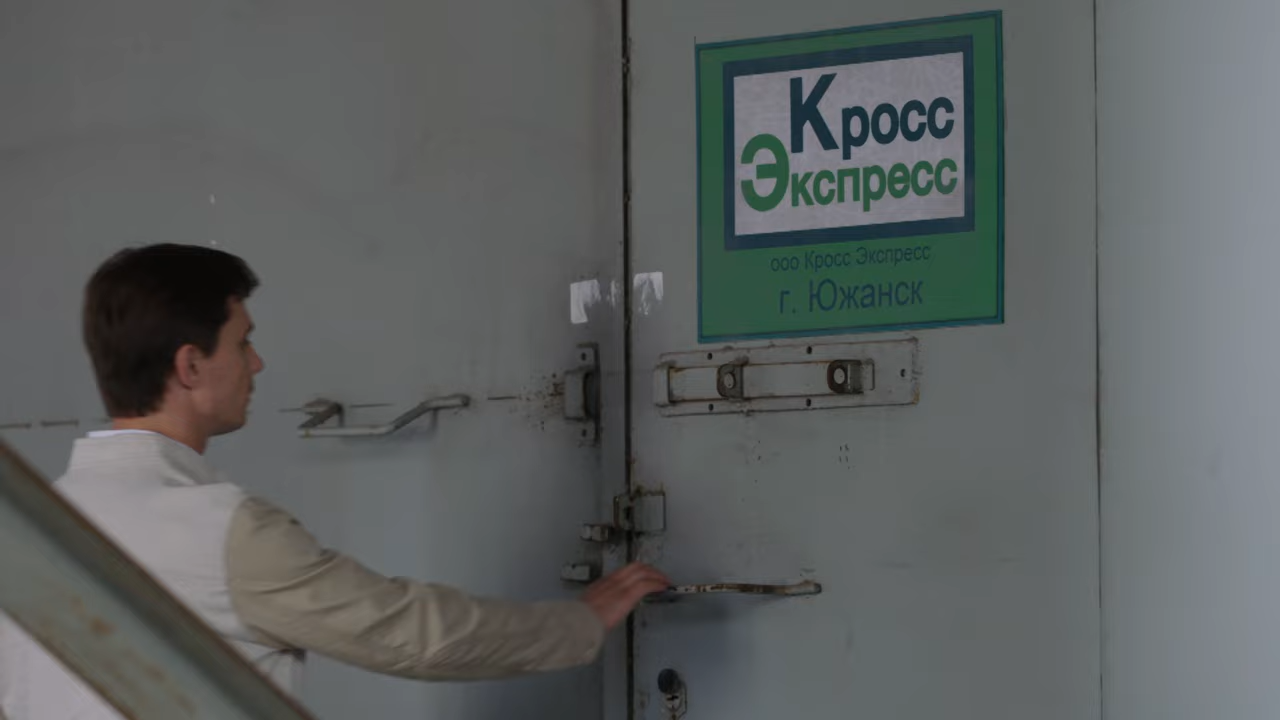 Кросс
Экспресс
ооо Кросс Экспресс
г. Южанск